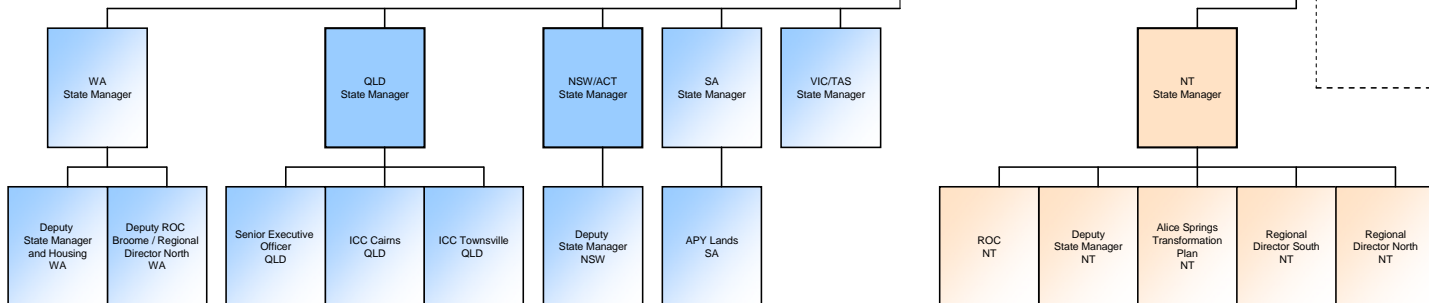 WA
State Manager
QLD
State Manager
NSW/ACT
State Manager
SA
State Manager
VIC/TAS
State Manager
NT
State Manager
Deputy
State Manager
and Housing
WA
Deputy ROC
Broome / Regional
Director North
WA
Senior Executive
Officer
QLD
ICC Cairns
QLD
ICC Townsville
QLD
Deputy
State Manager
NSW
APY Lands
SA
ROC
NT
Deputy
State Manager
NT
Alice Springs
Transformation
Plan
NT
Regional
Director South
NT
Regional
Director North
NT